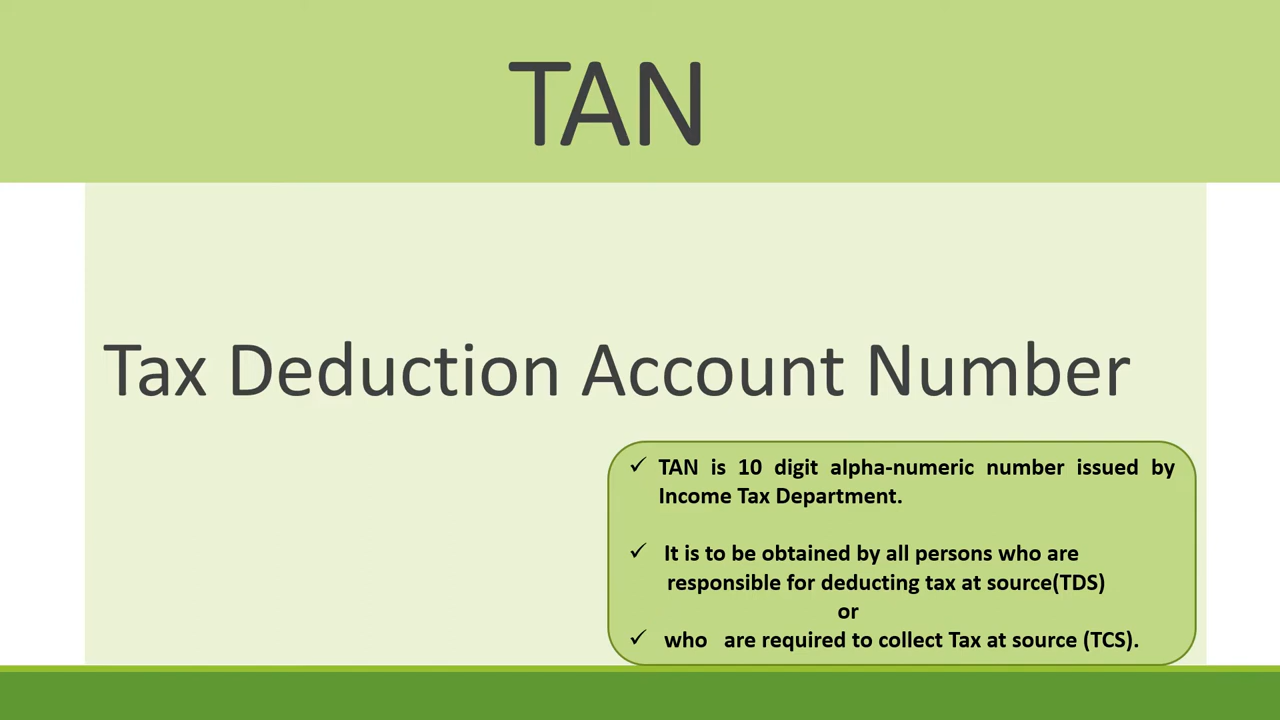 TAN
Tax Deduction Account Number
✓ TAN is 10 digit alpha-numeric number issued by
Income Tax Department.
✓ It is to be obtained by all persons who are
responsible for deducting tax at source(TDS)
or
✓ who are required to collect Tax at source (TCS).